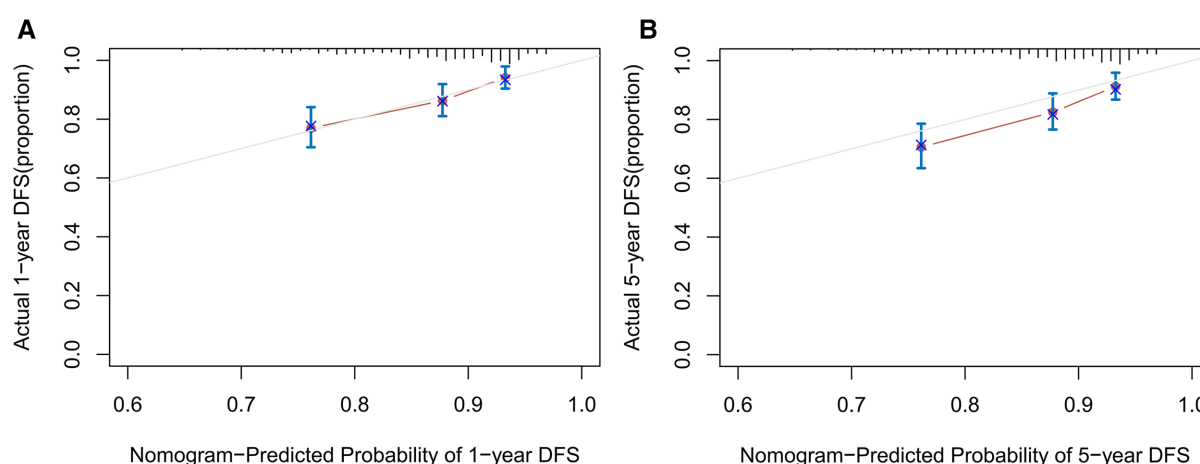 A
Actual 1−year DFS(proportion)
1.0
0.8
0.6
0.4
0.2
0.0
0.6 0.7 0.8 0.9 1.0
Nomogram−Predicted Probability of 1−year DFS
B
Actual 5−year DFS(proportion)
1.0
0.8
0.6
0.4
0.2
0.0
0.6 0.7 0.8 0.9 1.0
Nomogram−Predicted Probability of 5−year DFS